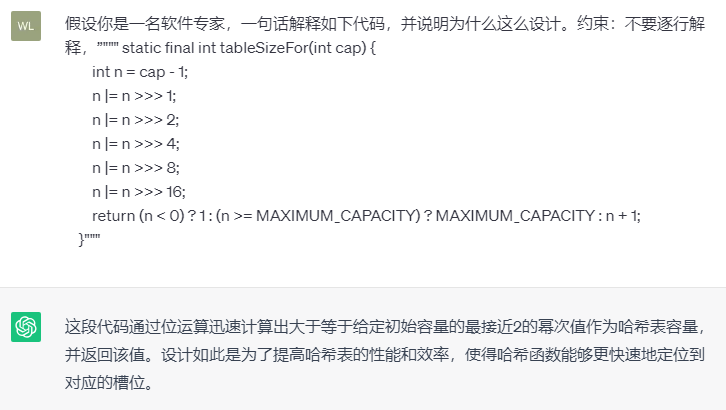 WL
假设你是一名软件专家，一句话解释如下代码，并说明为什么这么设计。约束：不要逐行解
释，”"""" static final int tableSizeFor(int cap) {
int n = cap - 1;
n |= n >>> 1;
n |= n >>> 2;
n |= n >>> 4;
n |= n >>> 8;
n |= n >>> 16;
return (n < 0) ? 1 : (n >= MAXIMUM_CAPACITY) ? MAXIMUM_CAPACITY : n + 1;
}"""”
这段代码通过位运算迅速计算出大于等于给定初始容量的最接近2的幂次值作为哈希表容量，
并返回该值。设计如此是为了提高哈希表的性能和效率，使得哈希函数能够更快速地定位到
对应的槽位。